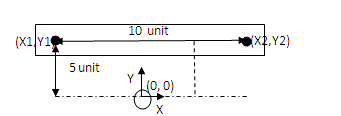 10 unit
(X1,Y1)
(X2,Y2)
5 unit
Y
(0, 0)
X